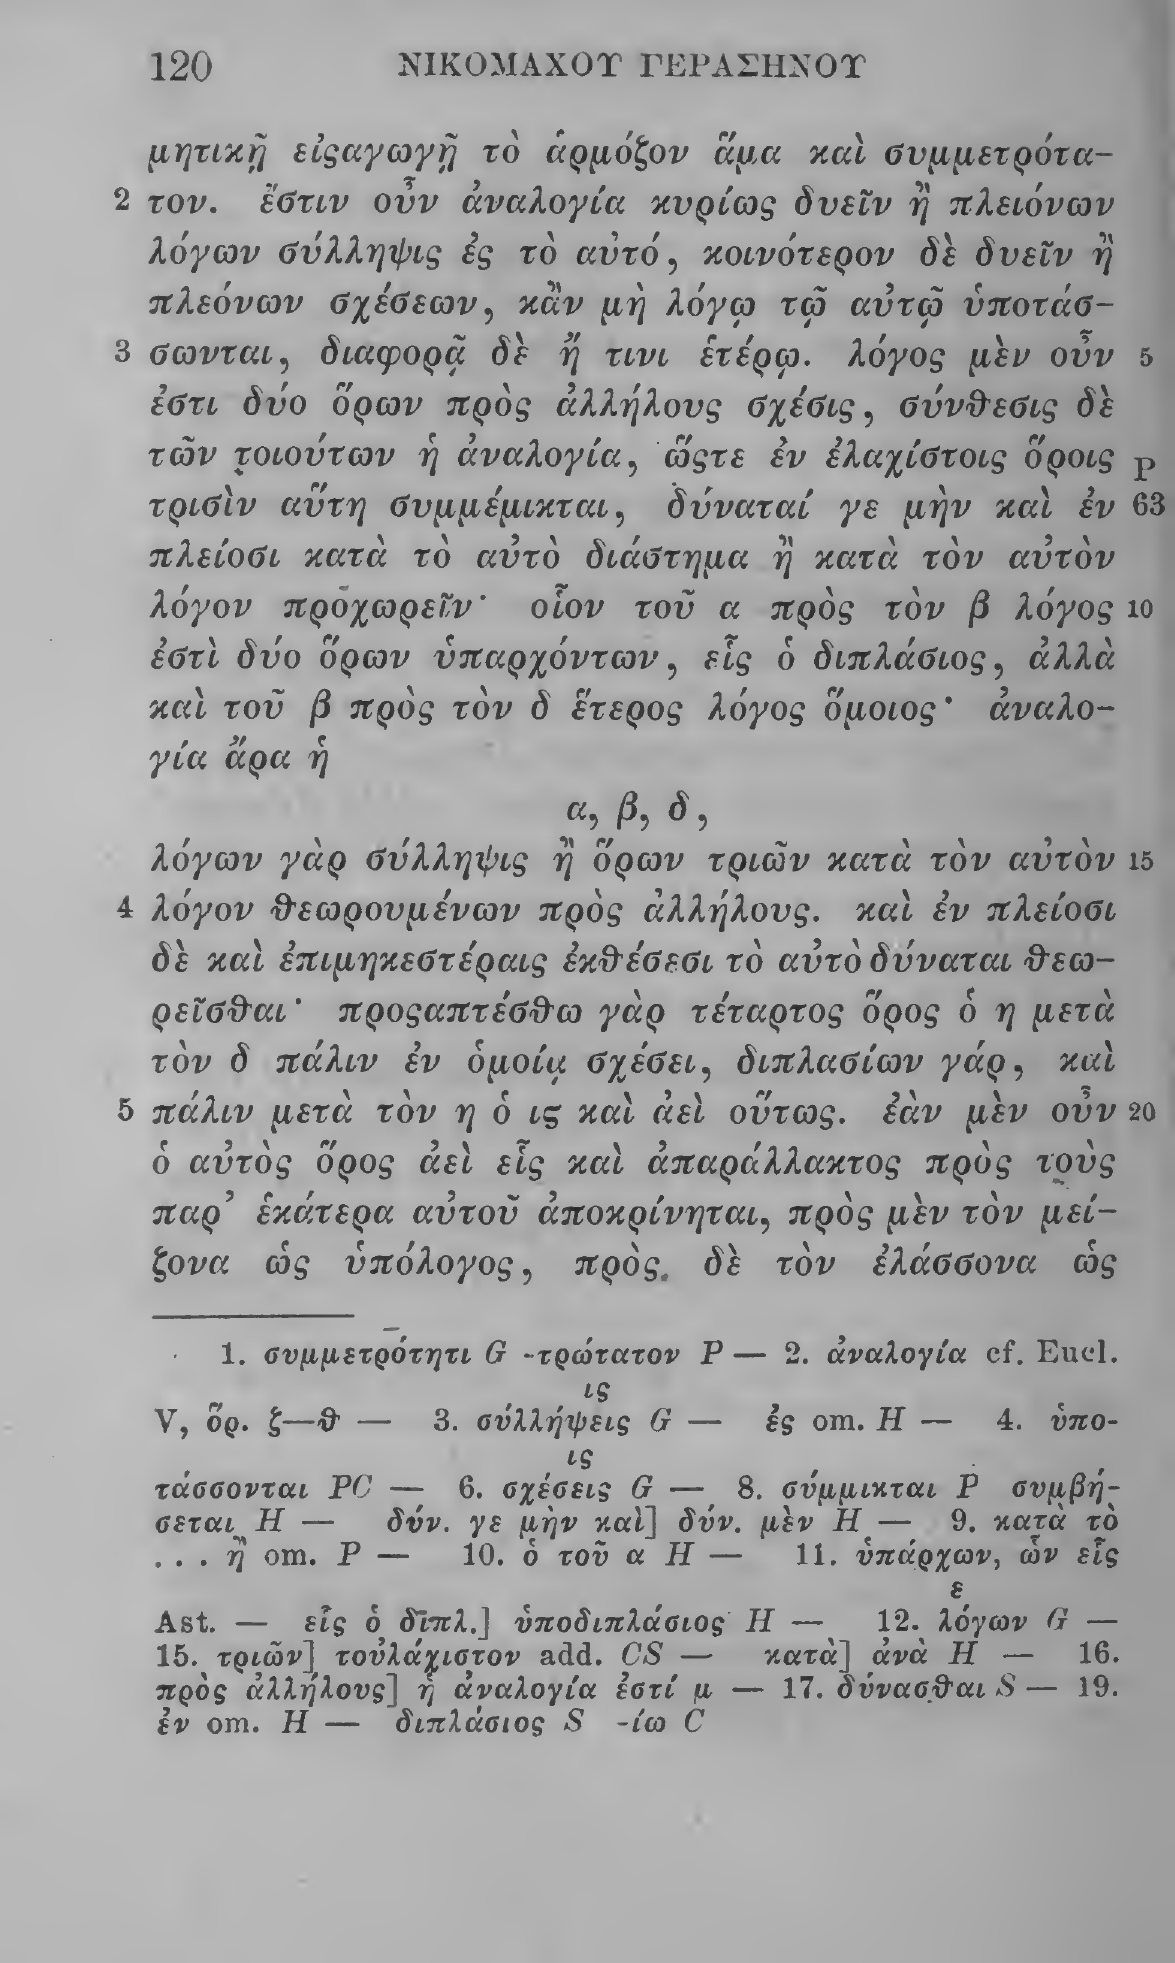 120 ΝΙΚΟΜΑΧΟΥ ΓΕΡΑΣΗΝΟΥ
μητικῇ εἰςαγωγῇ τὸ ἁρμόζον ἅμα καὶ συμμετρότα-
2 τον. ἔστιν οὖν ἀναλογία κυρίως δυεῖν ἢ πλειόνων
λόγων σύλληψις ἐς τὸ αὐτό, κοινότερον δὲ δυεῖν ἢ
πλεόνων σχέσεων, κἂν μὴ λόγῳ τῷ αὐτῷ ὑποτάσ-
3 σωνται, διαφορᾷ δὲ ἤ τινι ἑτέρῳ. λόγος μὲν οὖν 5
ἐστι δύο ὅρων πρὸς ἀλλήλους σχέσις, σύνθεσις δὲ
τῶν τοιούτων ἡ ἀναλογία, ὥςτε ἐν ἐλαχίστοις ὅροις p
τρισὶν αὕτη συμμέμικται, δύναταί γε μὴν καὶ ἐν 63
πλείοσι κατὰ τὸ αὐτὸ διάστημα ἢ κατὰ τὸν αὐτὸν
λόγον προχωρεῖν· οἷον τοῦ α πρὸς τὸν β λόγος 10
ἐστὶ δύο ὅρων ὑπαρχόντων, εἷς ὁ διπλάσιος, ἀλλὰ
καὶ τοῦ β πρὸς τὸν δ ἕτερος λόγος ὅμοιος· ἀναλο-
γία ἄρα ἡ
α, β, δ,
λόγων γὰρ σύλληψις ἢ ὅρων τριῶν κατὰ τὸν αὐτὸν 15
4 λόγον θεωρουμένων πρὸς ἀλλήλους. καὶ ἐν πλείοσι
δὲ καὶ ἐπιμηκεστέραις ἐκθέσεσι τὸ αὐτὸ δύναται θεω-
ρεῖσθαι· προςαπτέσθω γὰρ τέταρτος ὅρος ὁ η μετὰ
τὸν δ πάλιν ἐν ὁμοίᾳ σχέσει, διπλασίων γάρ, καὶ
5 πάλιν μετὰ τὸν η ὁ ις καὶ ἀεὶ οὕτως. ἐὰν μὲν οὖν 20
ὁ αὐτὸς ὅρος ἀεὶ εἷς καὶ ἀπαράλλακτος πρὸς τοὺς
παρ᾽ ἑκάτερα αὐτοῦ ἀποκρίνηται, πρὸς μὲν τὸν μεί-
ζονα ὡς ὑπόλογος, πρὸς δὲ τὸν ἐλάσσονα ὡς
1. συμμετρότητι G -τρώτατον P — 2. ἀναλογία cf. Eucl.
ις
V, ὅρ. ζ—θ — 3. σύλλήψεις G — ἐς om. H — 4. ὑπο-
ις
τάσσονται PC — 6. σχέσεις G — 8. σύμμικται P συμβή-
σεται H — δύν. γε μὴν καὶ] δύν. μὲν H — 9. κατὰ τὸ
. . . ἢ om. P — 10. ὁ τοῦ α H — 11. ὑπάρχων, ὧν εἷς
ε
Ast. — εἷς ὁ διπλ.] ὑποδιπλάσιος H — 12. λόγων G —
15. τριῶν] τοὐλάχιστον add. CS — κατὰ] ἀνὰ H — 16.
πρὸς ἀλλήλους] ἡ ἀναλογία ἐστί μ — 17. δύνασθαι S — 19.
ἐν om. H — διπλάσιος S -ίω C